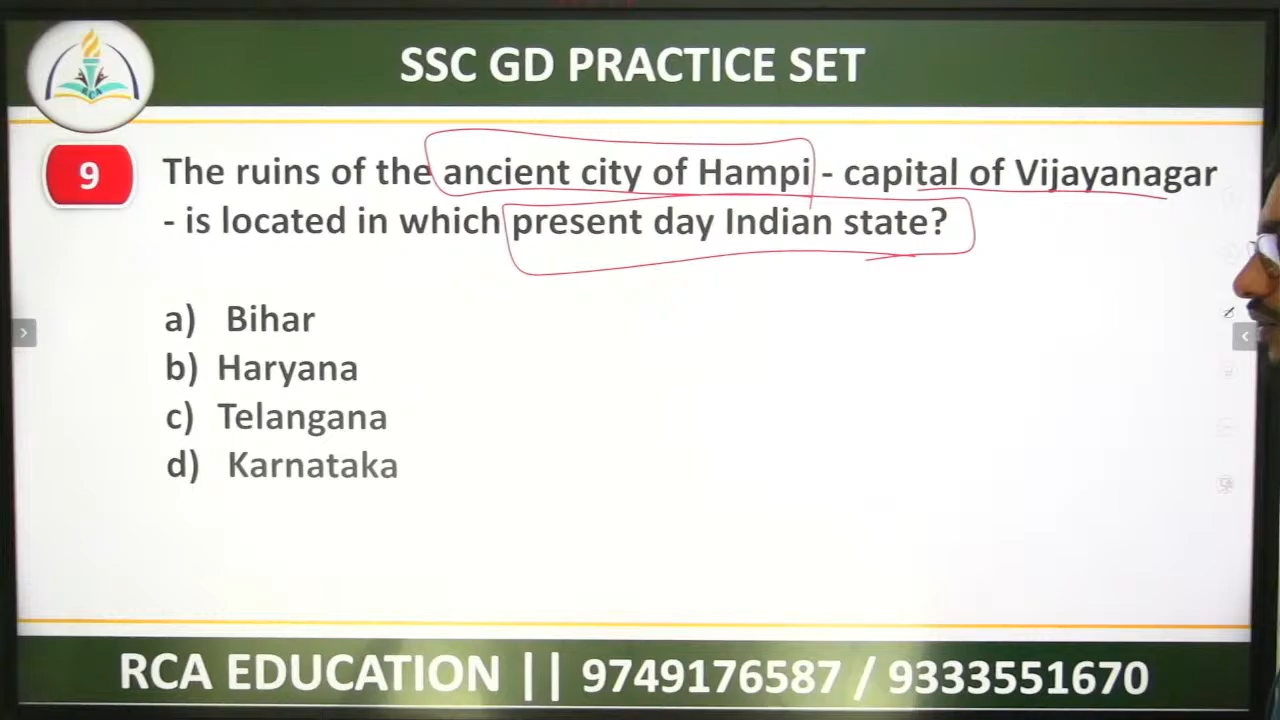 SSC GD PRACTICE SET
9
The ruins of the ancient city of Hampi - capital of Vijayanagar
- is located in which present day Indian state?
a) Bihar
b) Haryana
c) Telangana
d) Karnataka
RCA EDUCATION || 9749176587 / 9333551670